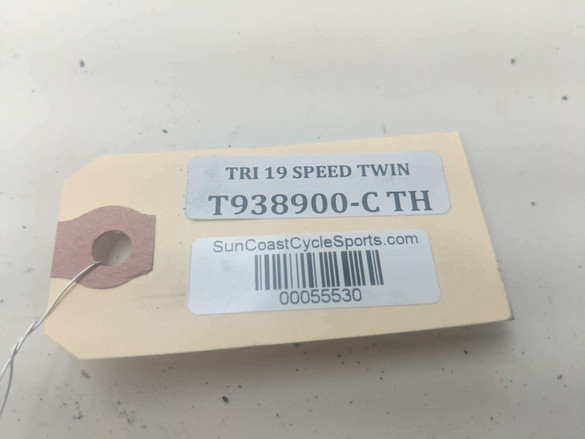 TRI 19 SPEED TWIN
T938900-C TH
SunCoastCycleSports.com
00055530